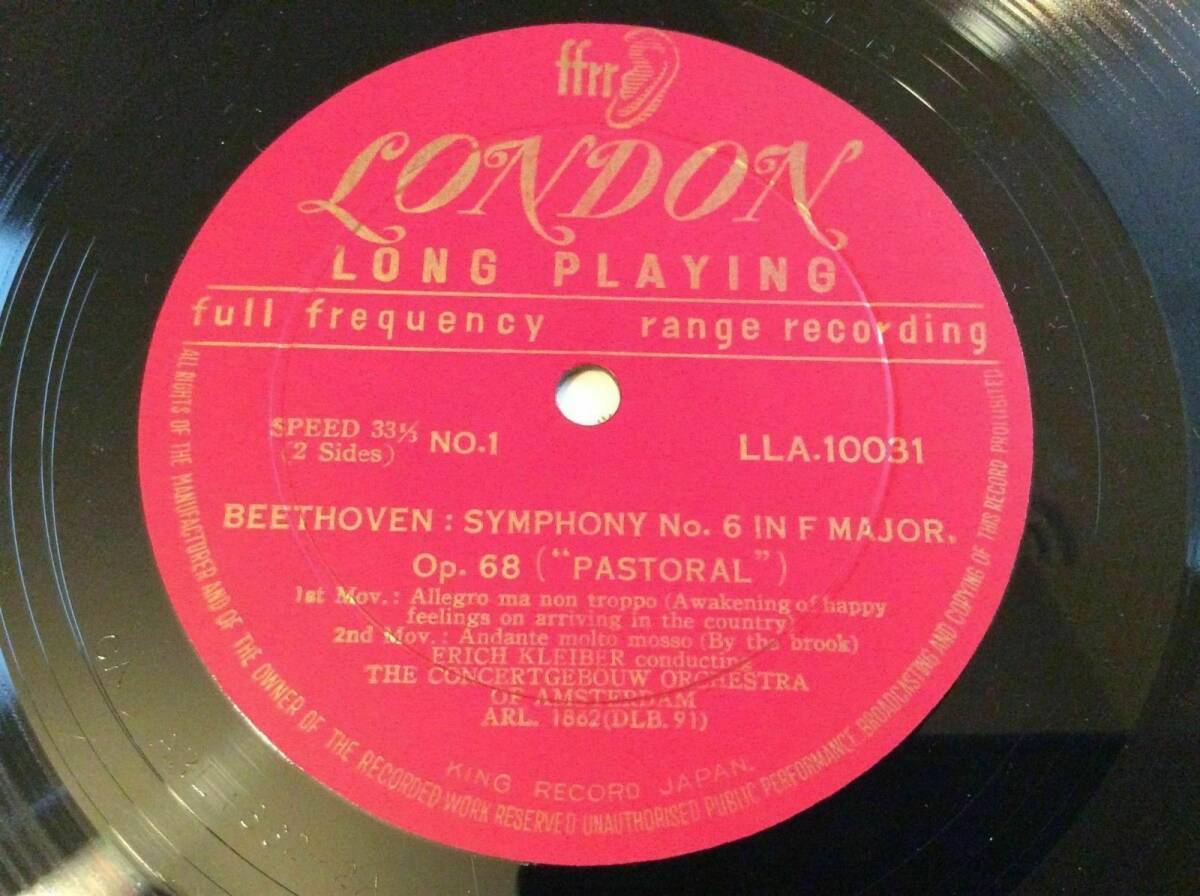 ffrr
LONDON
LONG PLAYING
full frequency range recording
SPEED 33⅓ NO.1 LLA.10031
(2 Sides)
BEETHOVEN : SYMPHONY No. 6 IN F MAJOR.
Op. 68 ("PASTORAL")
1st Mov.: Allegro ma non troppo (Awakening of happy
feelings on arriving in the country)
2nd Mov.: Andante molto mosso (By the brook)
ERICH KLEIBER conducting
THE CONCERTGEBOUW ORCHESTRA
OF AMSTERDAM
ARL. 1862(DLB.91)
KING RECORD JAPAN.
ALL RIGHTS OF THE MANUFACTURER AND OF THE OWNER OF THE RECORDED WORK RESERVED UNAUTHORISED PUBLIC PERFORMANCE BROADCASTING AND COPYING OF THIS RECORD PROHIBITED